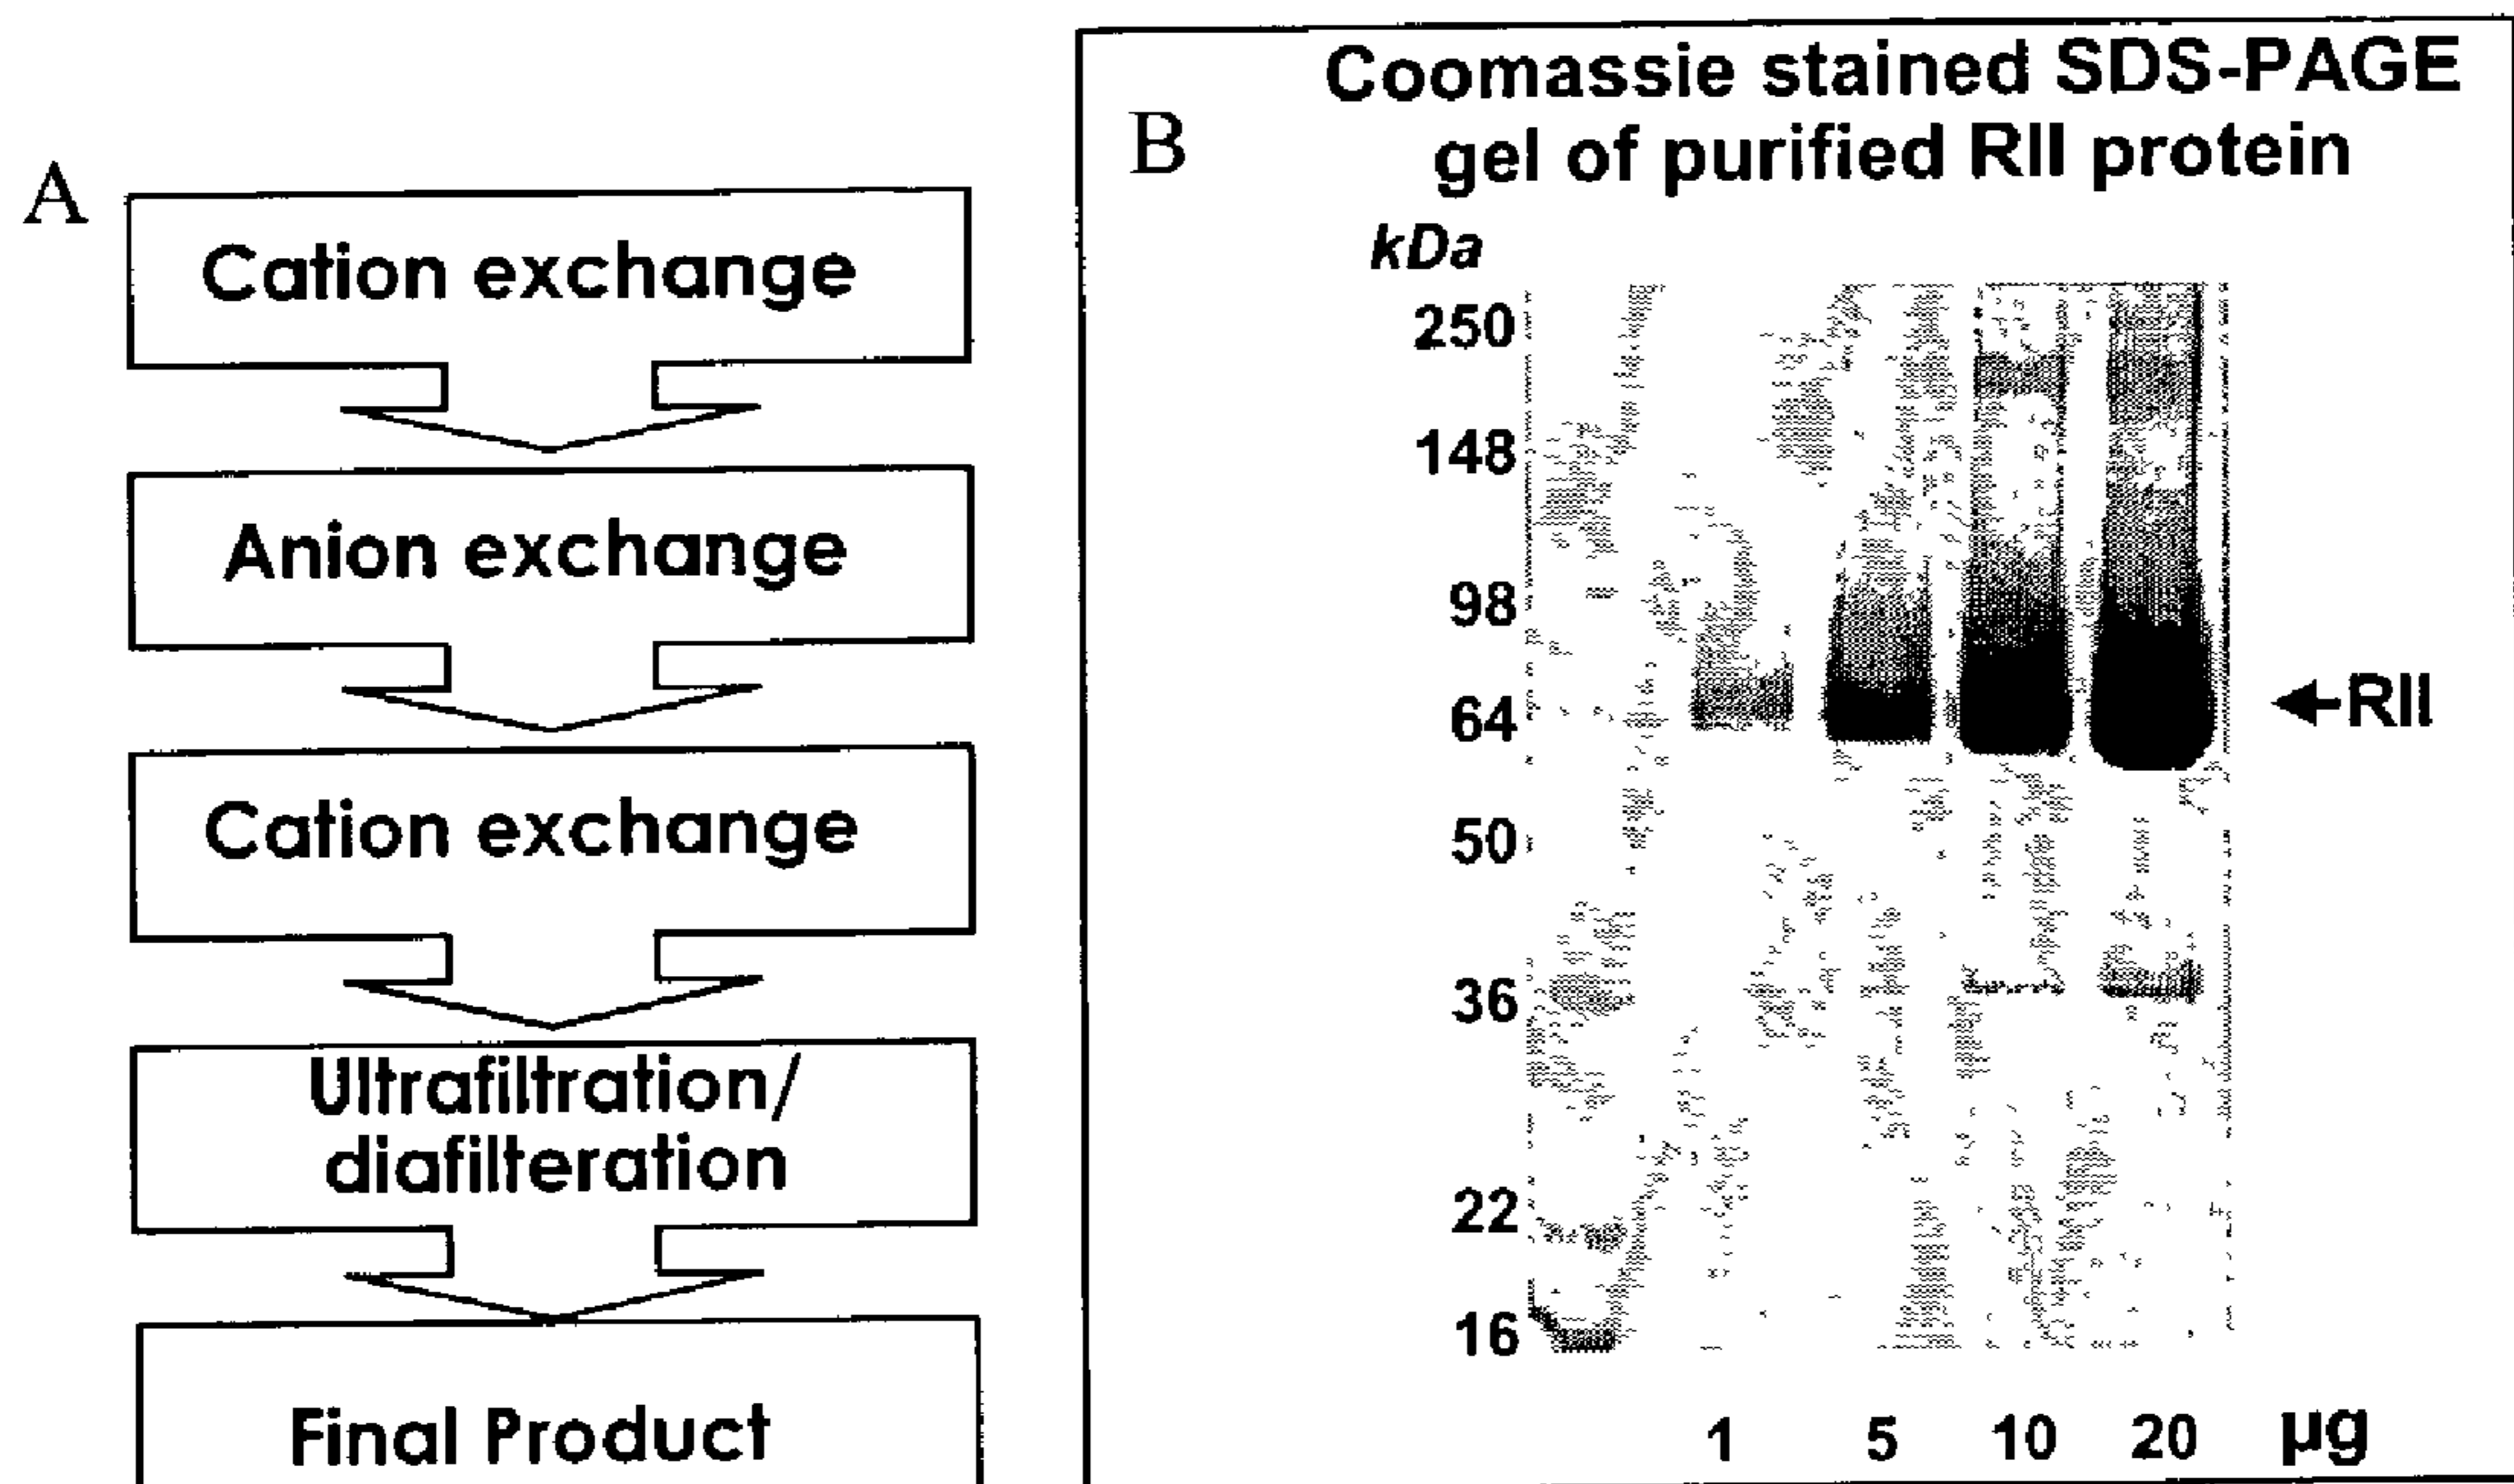 A
Cation exchange
Anion exchange
Cation exchange
Ultrafiltration/
diafilteration
Final Product
B
Coomassie stained SDS-PAGE
gel of purified RII protein
kDa
250
148
98
64
50
36
22
16
←RII
1 5 10 20 µg